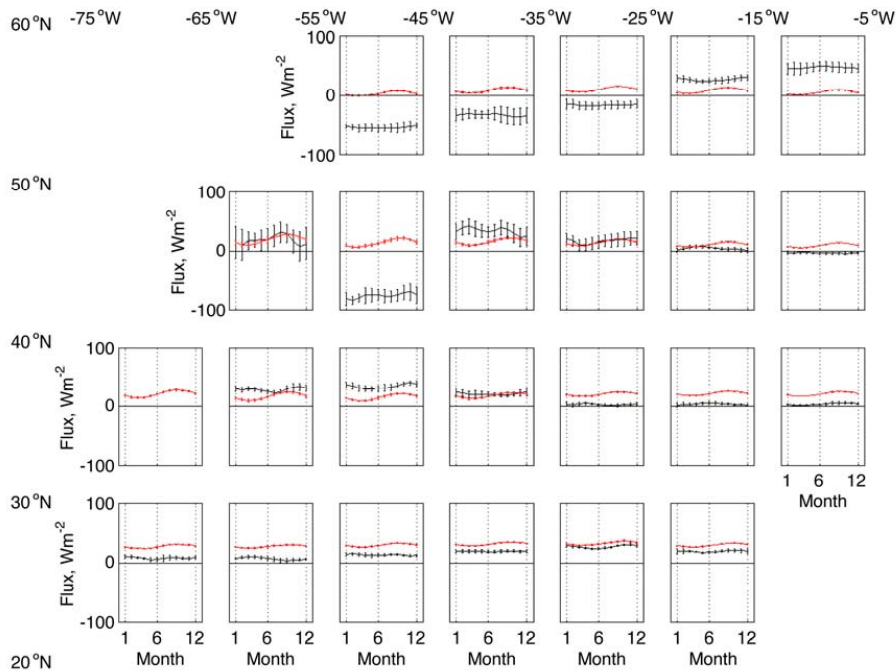 -75°W -65°W -55°W -45°W -35°W -25°W -15°W -5°W
60°N
100
0
-100
Flux, Wm-2
50°N
100
0
-100
Flux, Wm-2
40°N
100
0
-100
Flux, Wm-2
1 6 12
Month
30°N
100
0
-100
Flux, Wm-2
1 6 12 1 6 12 1 6 12 1 6 12 1 6 12 1 6 12
Month Month Month Month Month Month
20°N